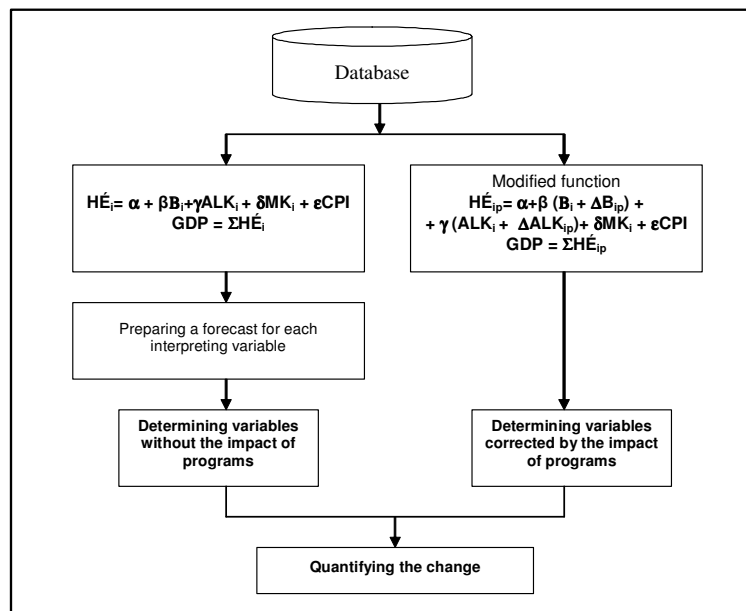 Database
HÉi= α + βBi+γALKi + δMKi + εCPI
GDP = ΣHÉi
Modified function
HÉip= α+β (Bi + ΔBip) +
+ γ (ALKi + ΔALKip)+ δMKi + εCPI
GDP = ΣHÉip
Preparing a forecast for each
interpreting variable
Determining variables
without the impact of
programs
Determining variables
corrected by the impact
of programs
Quantifying the change